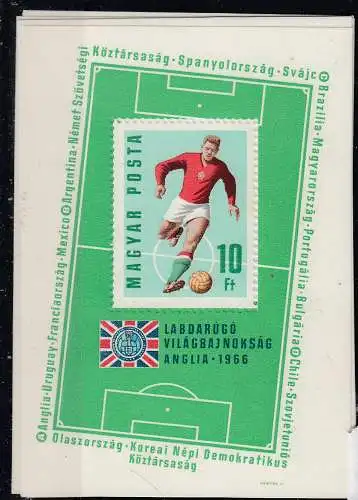 Köztársaság · Spanyolország · Svájc
Brazilia · Magyarország · Portugália · Bulgária
Chile · Szovjetunió
Olaszország · Koreai Népi Demokratikus
Köztársaság
Anglia · Uruguay · Franciaország · Mexico
Argentina · Német Szövetségi
MAGYAR POSTA
10
Ft
LABDARÚGÓ
VILÁGBAJNOKSÁG
ANGLIA · 1966